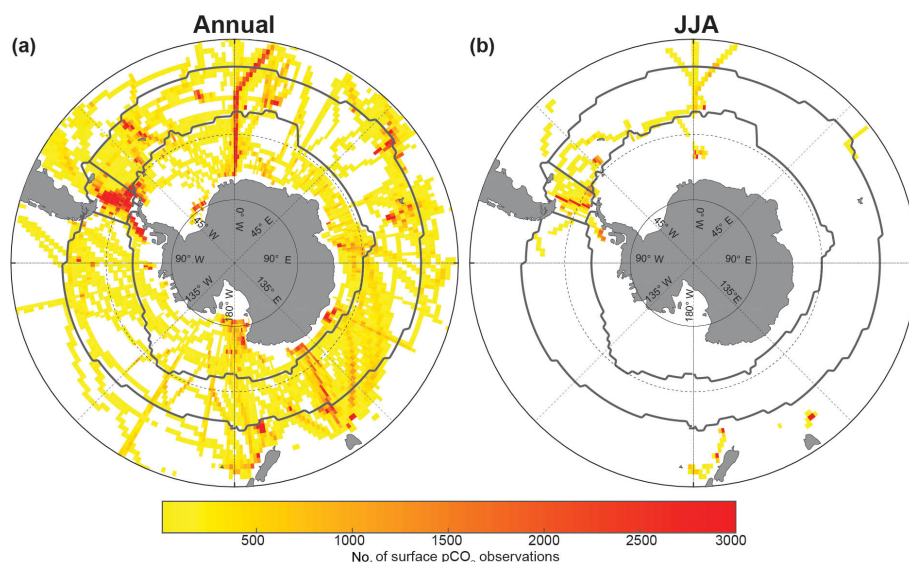 Annual
JJA
(a)
(b)
0° W
45° W
45° E
90° W
90° E
135° W
135°E
180° W
0° W
45° W
45° E
90° W
90° E
135° W
135°E
180° W
500
1000
1500
2000
2500
3000
No. of surface pCO₂ observations